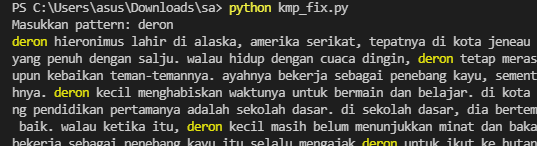 PS C:\Users\asus\Downloads\sa> python kmp_fix.py
Masukkan pattern: deron
deron hieronimus lahir di alaska, amerika serikat, tepatnya di kota jeneau
yang penuh dengan salju. walau hidup dengan cuaca dingin, deron tetap meras
upun kebaikan teman-temannya. ayahnya bekerja sebagai penebang kayu, sement
hnya. deron kecil menghabiskan waktunya untuk bermain dan belajar. di kota
ng pendidikan pertamanya adalah sekolah dasar. di sekolah dasar, dia bertem
baik. walau ketika itu, deron kecil masih belum menunjukkan minat dan baka
bekerja sebagai penebang kayu itu selalu mengajak deron untuk ikut ke hutan